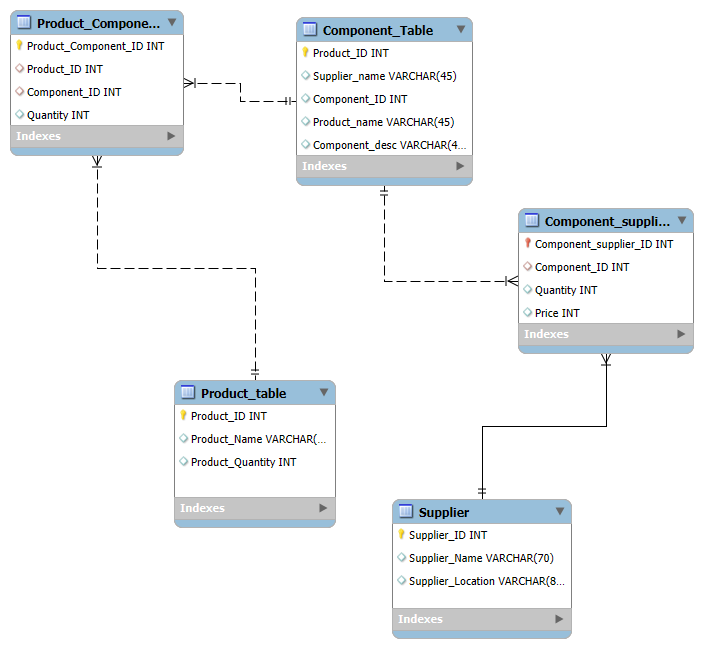 Product_Compone...
Product_Component_ID INT
Product_ID INT
Component_ID INT
Quantity INT
Indexes
Component_Table
Product_ID INT
Supplier_name VARCHAR(45)
Component_ID INT
Product_name VARCHAR(45)
Component_desc VARCHAR(4...
Indexes
Component_suppli...
Component_supplier_ID INT
Component_ID INT
Quantity INT
Price INT
Indexes
Product_table
Product_ID INT
Product_Name VARCHAR(...
Product_Quantity INT
Indexes
Supplier
Supplier_ID INT
Supplier_Name VARCHAR(70)
Supplier_Location VARCHAR(8...
Indexes